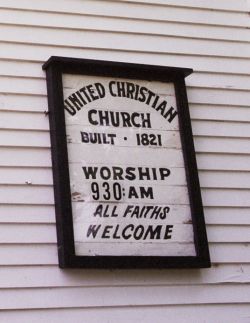 UNITED CHRISTIAN
CHURCH
BUILT · 1821
WORSHIP
930:AM
ALL FAITHS
WELCOME